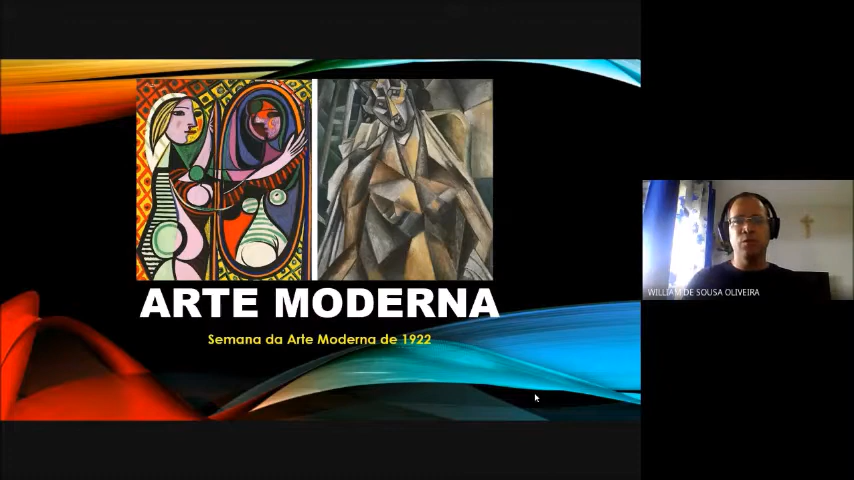 ARTE MODERNA
Semana da Arte Moderna de 1922
WILLIAM DE SOUSA OLIVEIRA